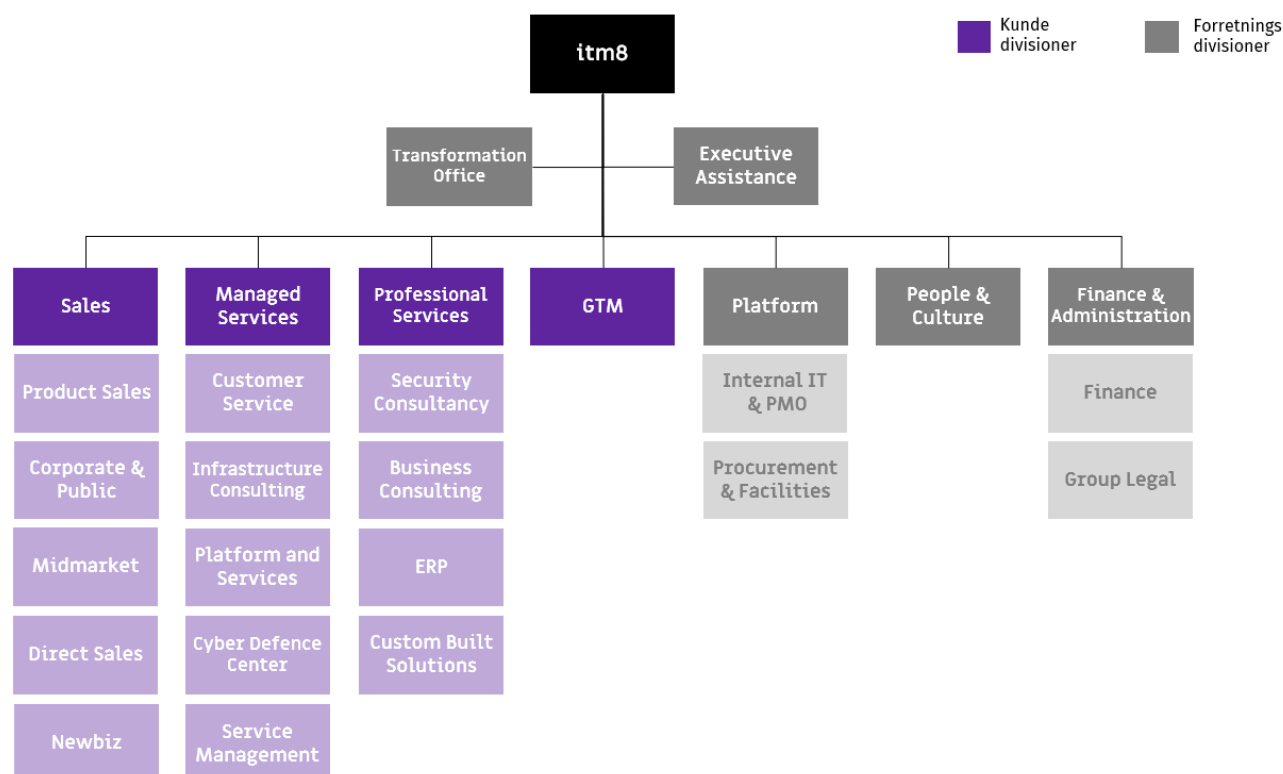 itm8
Kunde
divisioner
Forretnings
divisioner
Transformation
Office
Executive
Assistance
Sales
Managed
Services
Professional
Services
GTM
Platform
People &
Culture
Finance &
Administration
Product Sales
Customer
Service
Security
Consultancy
Internal IT
& PMO
Finance
Corporate &
Public
Infrastructure
Consulting
Business
Consulting
Procurement
& Facilities
Group Legal
Midmarket
Platform and
Services
ERP
Direct Sales
Cyber Defence
Center
Custom Built
Solutions
Newbiz
Service
Management